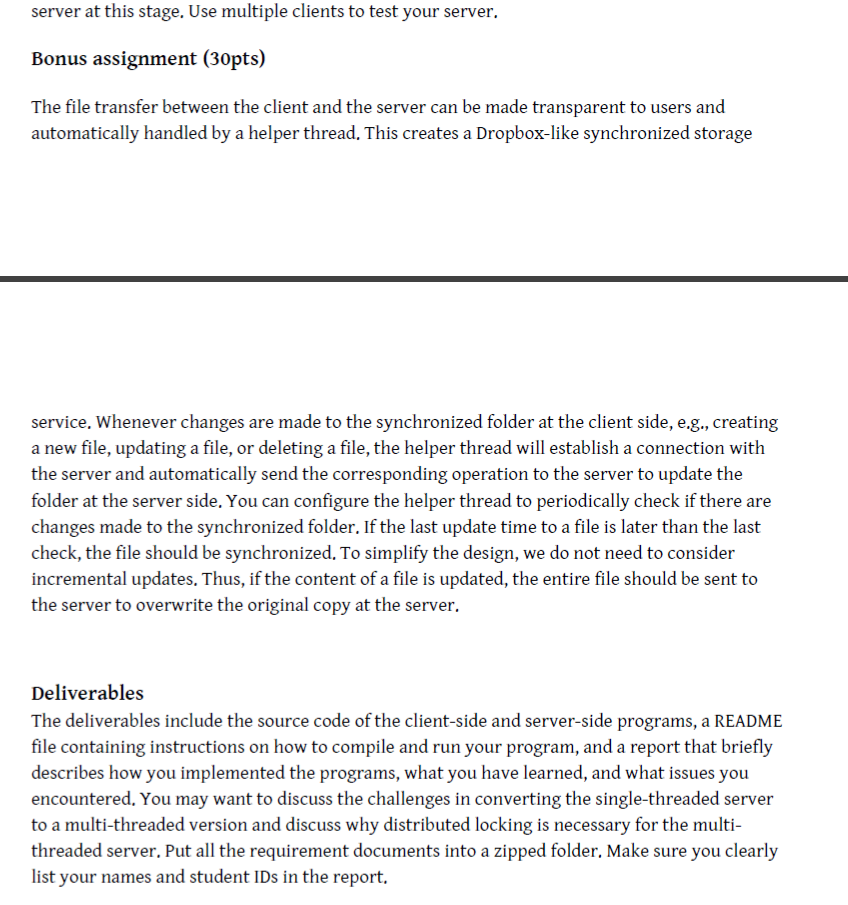 server at this stage. Use multiple clients to test your server.
Bonus assignment (30pts)
The file transfer between the client and the server can be made transparent to users and
automatically handled by a helper thread. This creates a Dropbox-like synchronized storage
service. Whenever changes are made to the synchronized folder at the client side, e.g., creating
a new file, updating a file, or deleting a file, the helper thread will establish a connection with
the server and automatically send the corresponding operation to the server to update the
folder at the server side. You can configure the helper thread to periodically check if there are
changes made to the synchronized folder. If the last update time to a file is later than the last
check, the file should be synchronized. To simplify the design, we do not need to consider
incremental updates. Thus, if the content of a file is updated, the entire file should be sent to
the server to overwrite the original copy at the server.
Deliverables
The deliverables include the source code of the client-side and server-side programs, a README
file containing instructions on how to compile and run your program, and a report that briefly
describes how you implemented the programs, what you have learned, and what issues you
encountered. You may want to discuss the challenges in converting the single-threaded server
to a multi-threaded version and discuss why distributed locking is necessary for the multi-
threaded server. Put all the requirement documents into a zipped folder. Make sure you clearly
list your names and student IDs in the report.